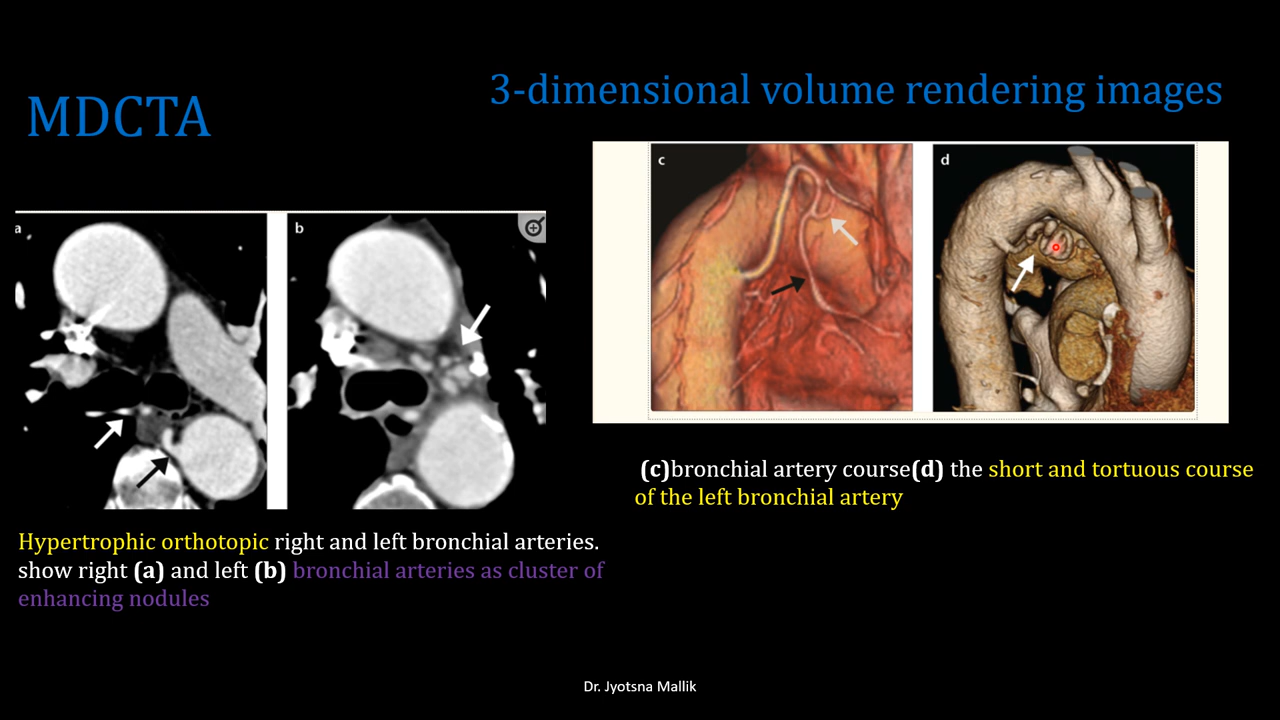 3-dimensional volume rendering images
MDCTA
a
b
c
d
(c)bronchial artery course(d) the short and tortuous course
of the left bronchial artery
Hypertrophic orthotopic right and left bronchial arteries.
show right (a) and left (b) bronchial arteries as cluster of
enhancing nodules
Dr. Jyotsna Mallik